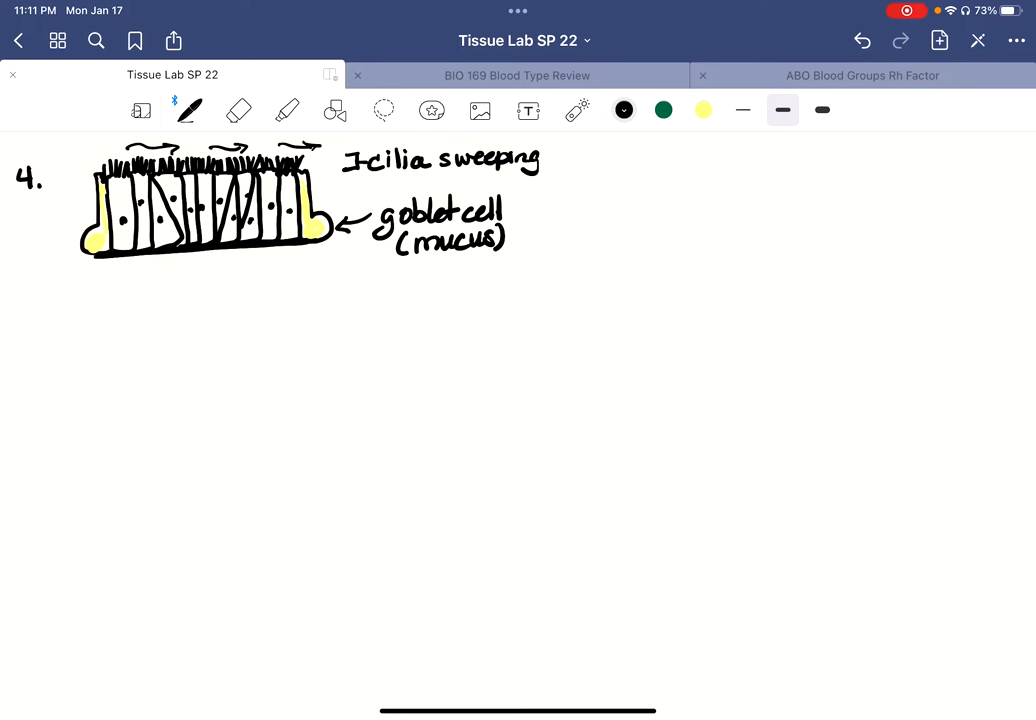 11:11 PM Mon Jan 17
73%
Tissue Lab SP 22
Tissue Lab SP 22
BIO 169 Blood Type Review
ABO Blood Groups Rh Factor
4.
cilia sweeping
goblet cell
(mucus)